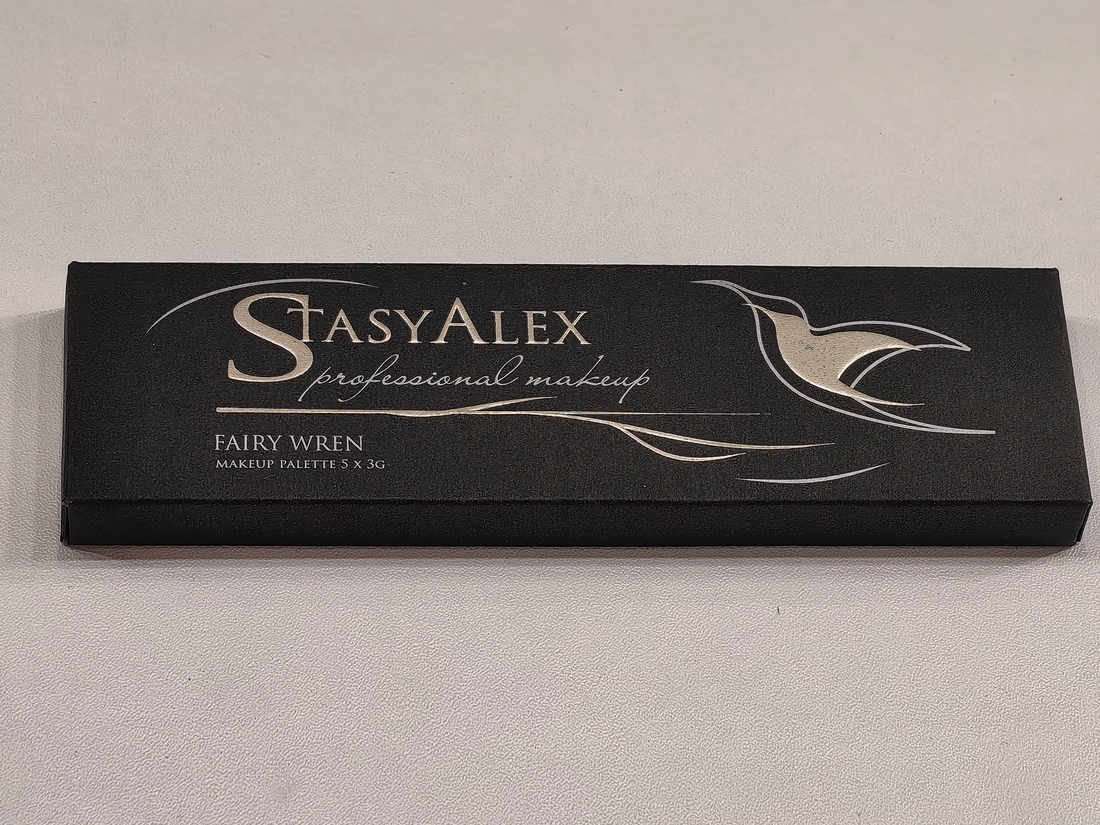 STASYALEX
professional makeup
FAIRY WREN
MAKEUP PALETTE 5 X 3G